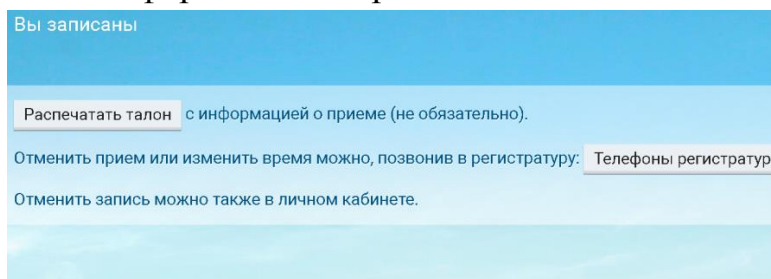 Вы записаны
Распечатать талон с информацией о приеме (не обязательно).
Отменить прием или изменить время можно, позвонив в регистратуру: Телефоны регистратур
Отменить запись можно также в личном кабинете.